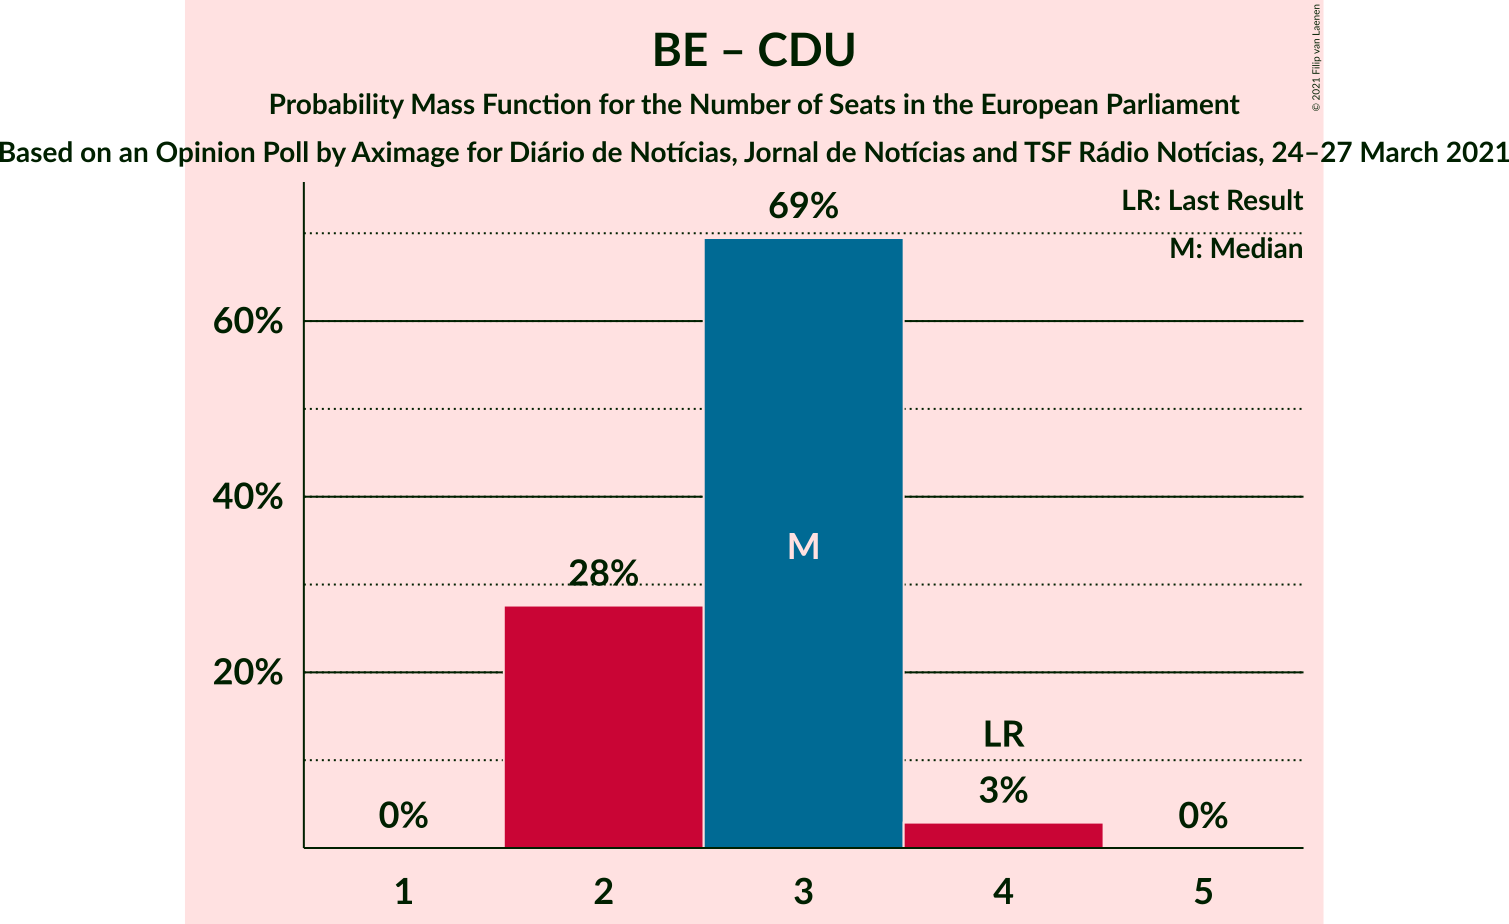 BE – CDU
Probability Mass Function for the Number of Seats in the European Parliament
Based on an Opinion Poll by Aximage for Diário de Notícias, Jornal de Notícias and TSF Rádio Notícias, 24–27 March 2021
© 2021 Filip van Laenen
LR: Last Result
M: Median
69%
60%
40%
M
28%
20%
LR
3%
0%
0%
1 2 3 4 5